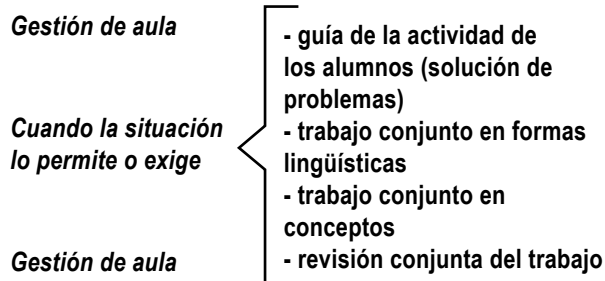 Gestión de aula
Cuando la situación
lo permite o exige
Gestión de aula
- guía de la actividad de
los alumnos (solución de
problemas)
- trabajo conjunto en formas
lingüísticas
- trabajo conjunto en
conceptos
- revisión conjunta del trabajo